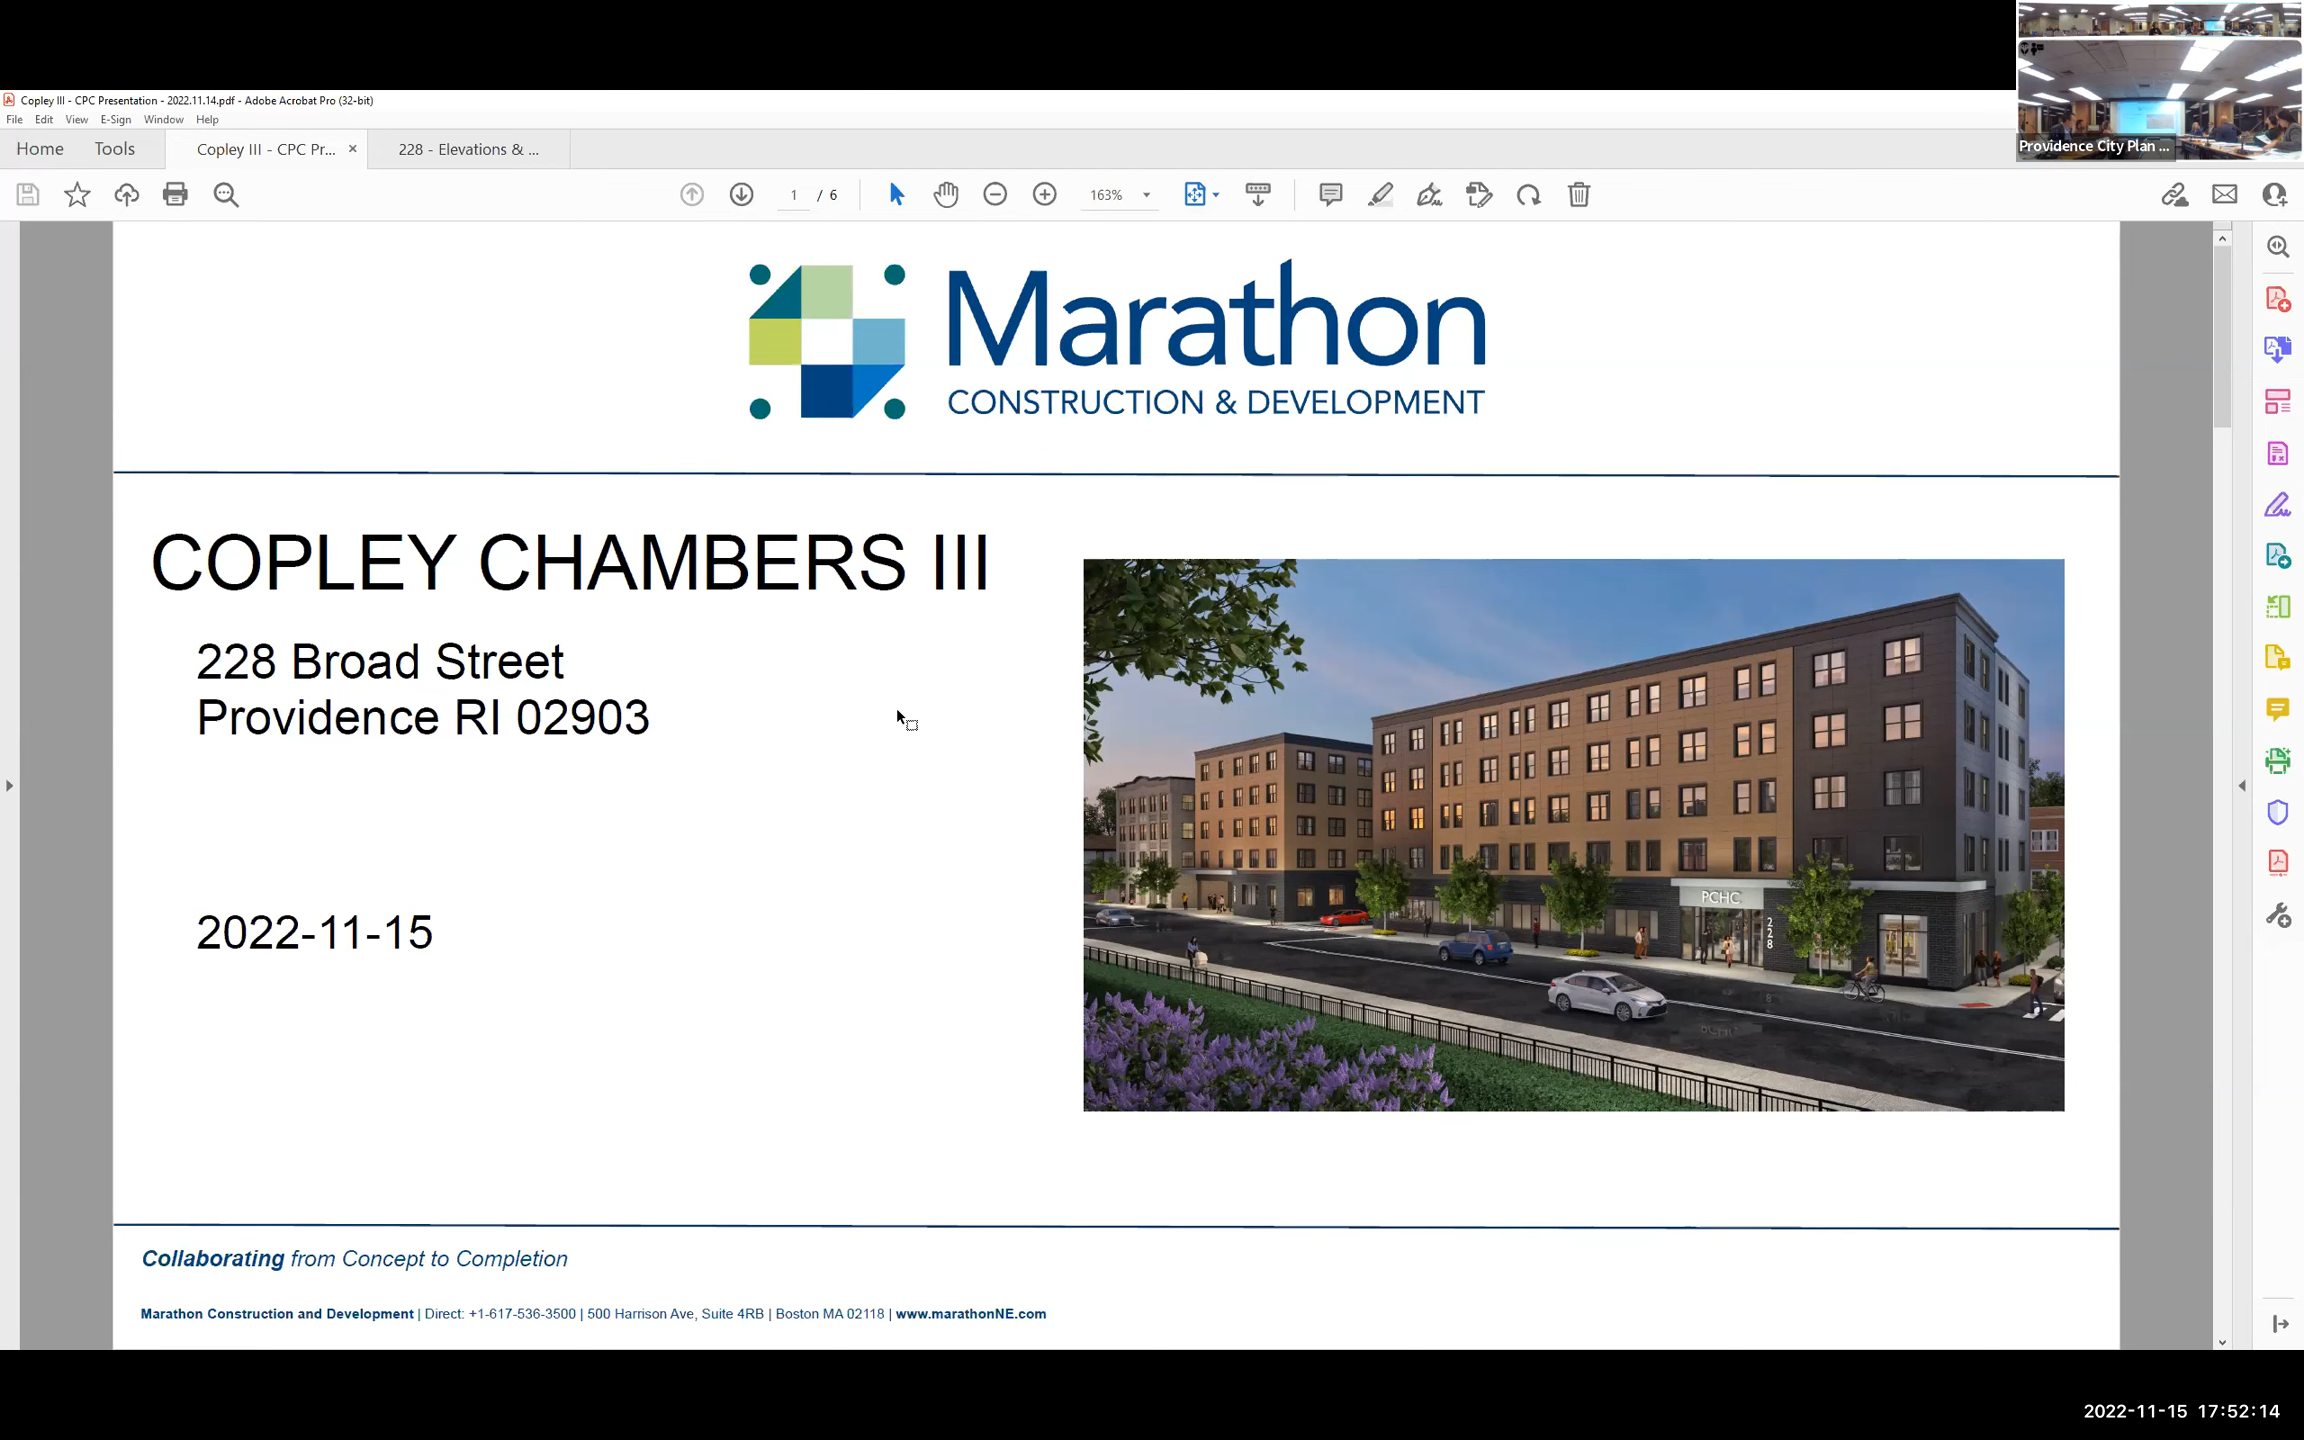 Copley III - CPC Presentation - 2022.11.14.pdf - Adobe Acrobat Pro (32-bit)
File Edit View E-Sign Window Help
Home Tools Copley III - CPC Pr... × 228 - Elevations & ...
1 / 6 163%
Providence City Plan ...
Marathon
CONSTRUCTION & DEVELOPMENT
COPLEY CHAMBERS III
228 Broad Street
Providence RI 02903
2022-11-15
PCHC
228
Collaborating from Concept to Completion
Marathon Construction and Development | Direct: +1-617-536-3500 | 500 Harrison Ave, Suite 4RB | Boston MA 02118 | www.marathonNE.com
2022-11-15 17:52:14